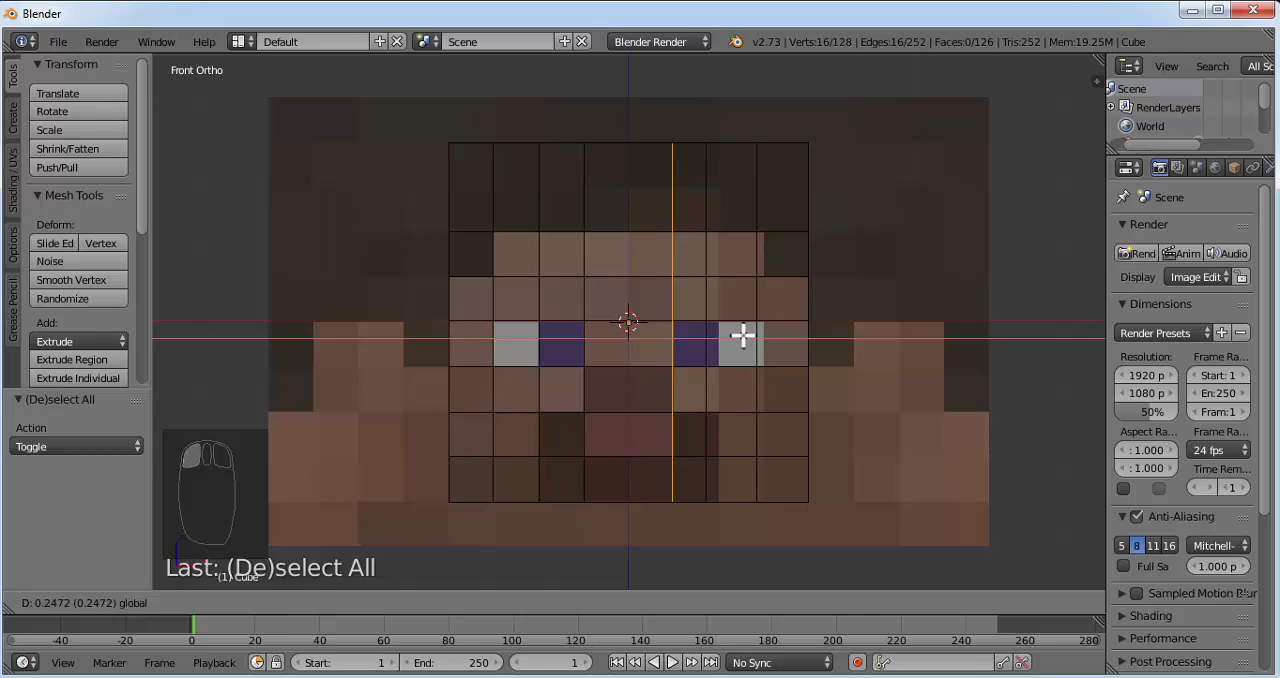 Blender
File Render Window Help Default Scene Blender Render v2.73 | Verts:16/128 | Edges:16/252 | Faces:0/126 | Tris:252 | Mem:19.25M | Cube
Tools
Create
Shading / UVs
Options
Grease Pencil
Transform
Translate
Rotate
Scale
Shrink/Fatten
Push/Pull
Mesh Tools
Deform:
Slide Ed Vertex
Noise
Smooth Vertex
Randomize
Add:
Extrude
Extrude Region
Extrude Individual
(De)select All
Action
Toggle
Front Ortho
Last: (De)select All
(1) Cube
D: 0.2472 (0.2472) global
View Search All Sc
Scene
RenderLayers
World
Scene
Render
Rend Anim Audio
Display Image Edit
Dimensions
Render Presets
Resolution: Frame Ra...
1920 p Start: 1
1080 p En:250
50% Fram:1
Aspect Ra... Frame Ra...
: 1.000 24 fps
: 1.000 Time Rem...
1
Anti-Aliasing
5 8 11 16 Mitchell-
Full Sa 1.000 p
Sampled Motion Blur
Shading
Performance
Post Processing
-40 -20 0 20 40 60 80 100 120 140 160 180 200 220 240 260 280
View Marker Frame Playback Start: 1 End: 250 1 No Sync